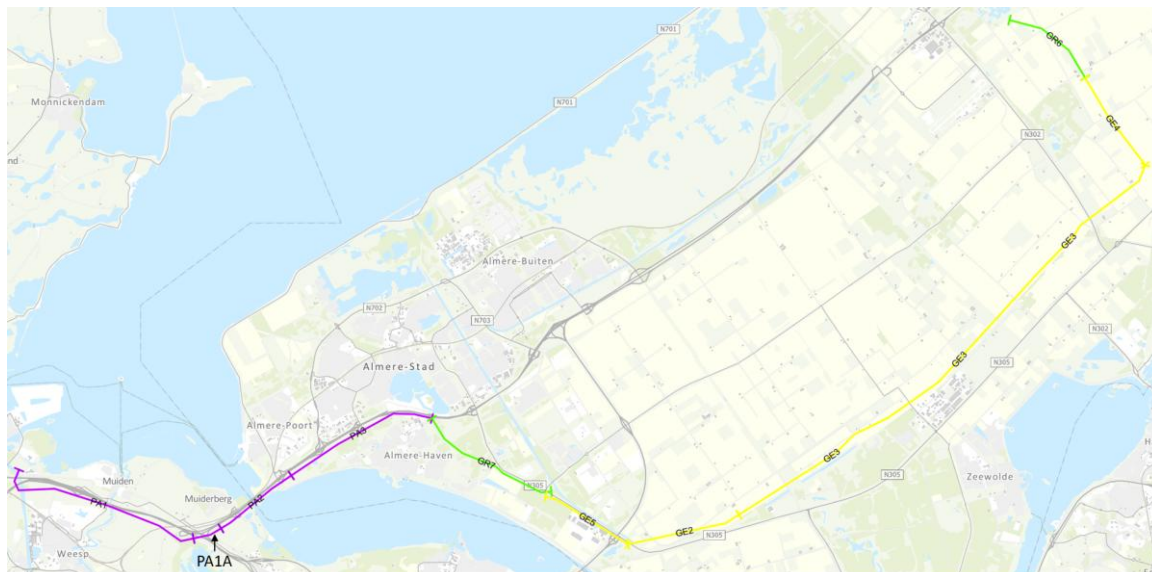 N701
GR6
Monnickendam
N701
GE4
nd
N302
GE3
Almere-Buiten
N702
N703
N302
Almere-Stad
GE3
N305
PA3
Almere-Poort
Almere-Haven
GR7
GE3
N305
Muiden
Muiderberg
PA1
PA2
N305
Zeewolde
GE5
GE2
N305
Weesp
PA1A